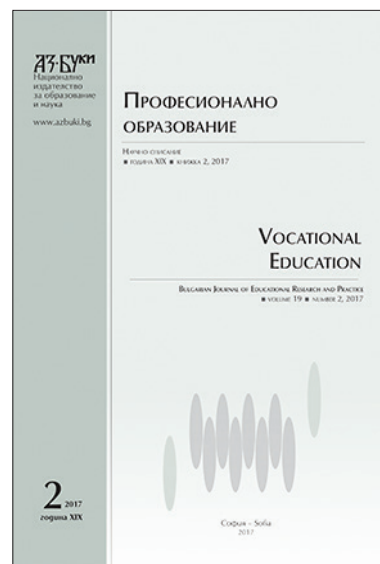 АЗ·БУКИ
Национално
издателство
за образование
и наука
www.azbuki.bg
Професионално
образование
Научно списание
■ година XIX ■ книжка 2, 2017
Vocational
Education
Bulgarian Journal of Educational Research and Practice
■ volume 19 ■ number 2, 2017
2 2017
година XIX
София - Sofia
2017